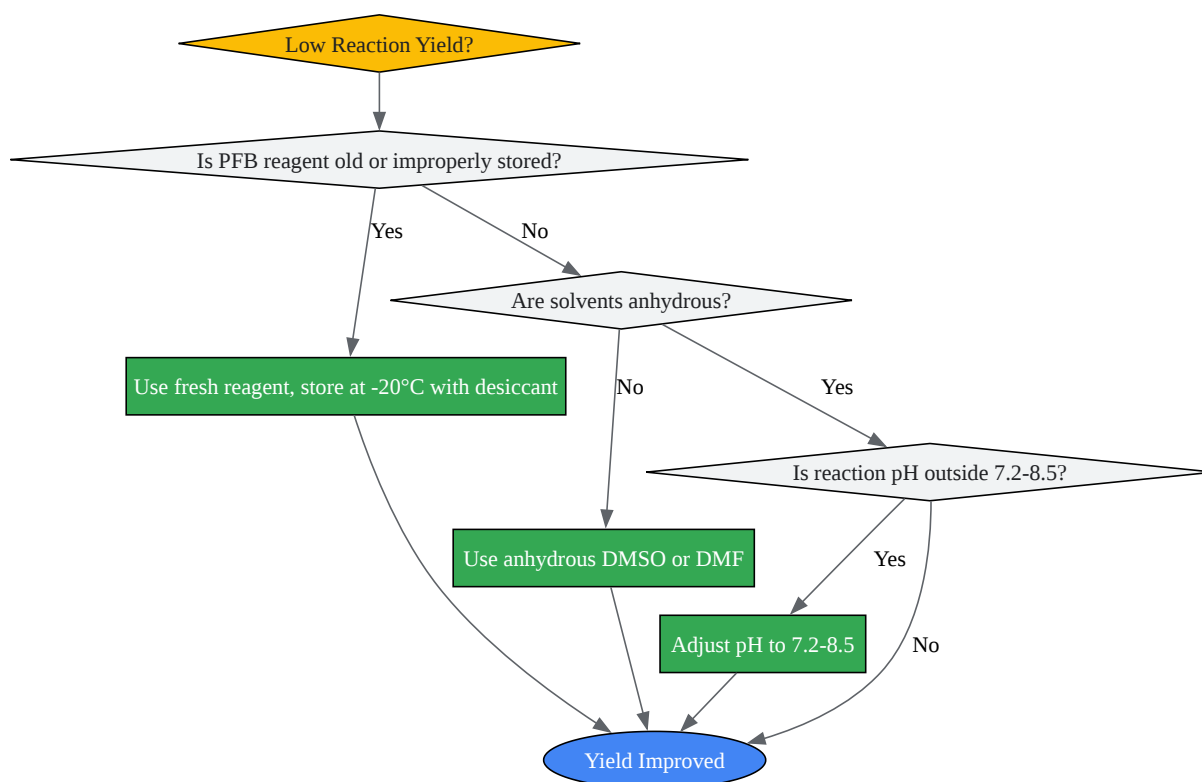 Low Reaction Yield?
Is PFB reagent old or improperly stored?
Yes
No
Are solvents anhydrous?
Use fresh reagent, store at -20°C with desiccant
No
Yes
Is reaction pH outside 7.2-8.5?
Use anhydrous DMSO or DMF
Yes
Adjust pH to 7.2-8.5
No
Yield Improved